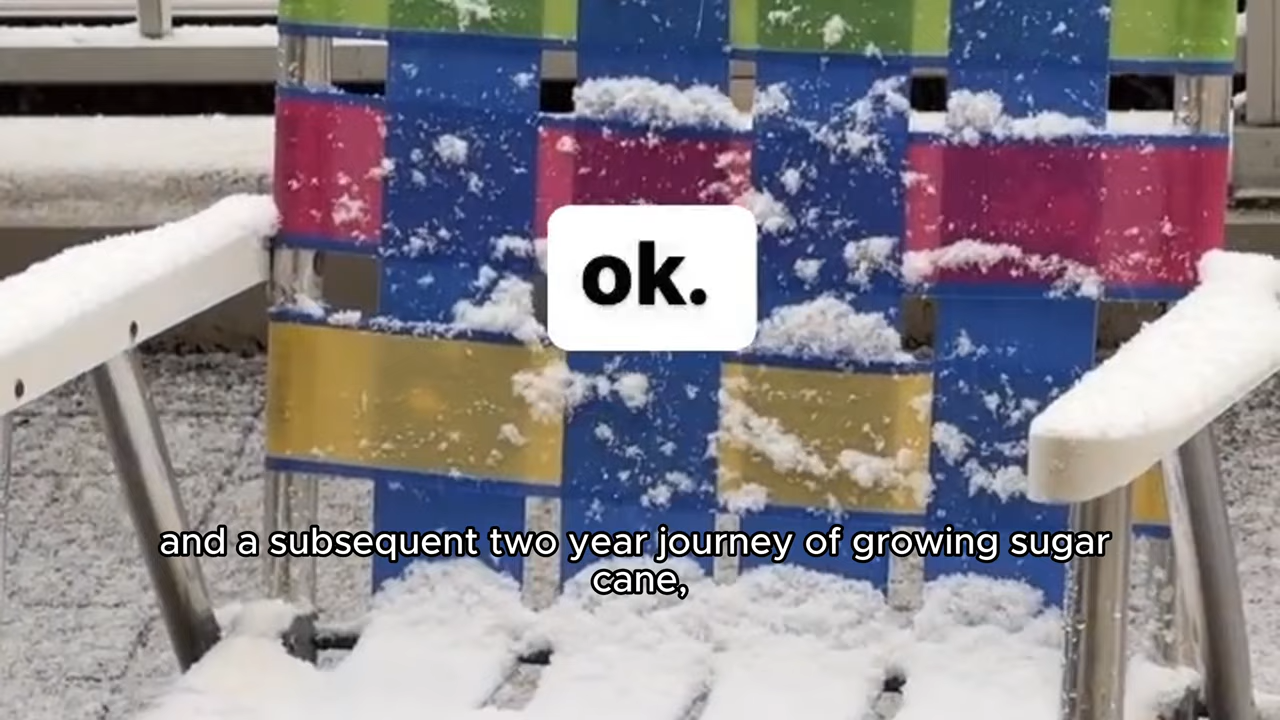 ok.
and a subsequent two year journey of growing sugar
cane,